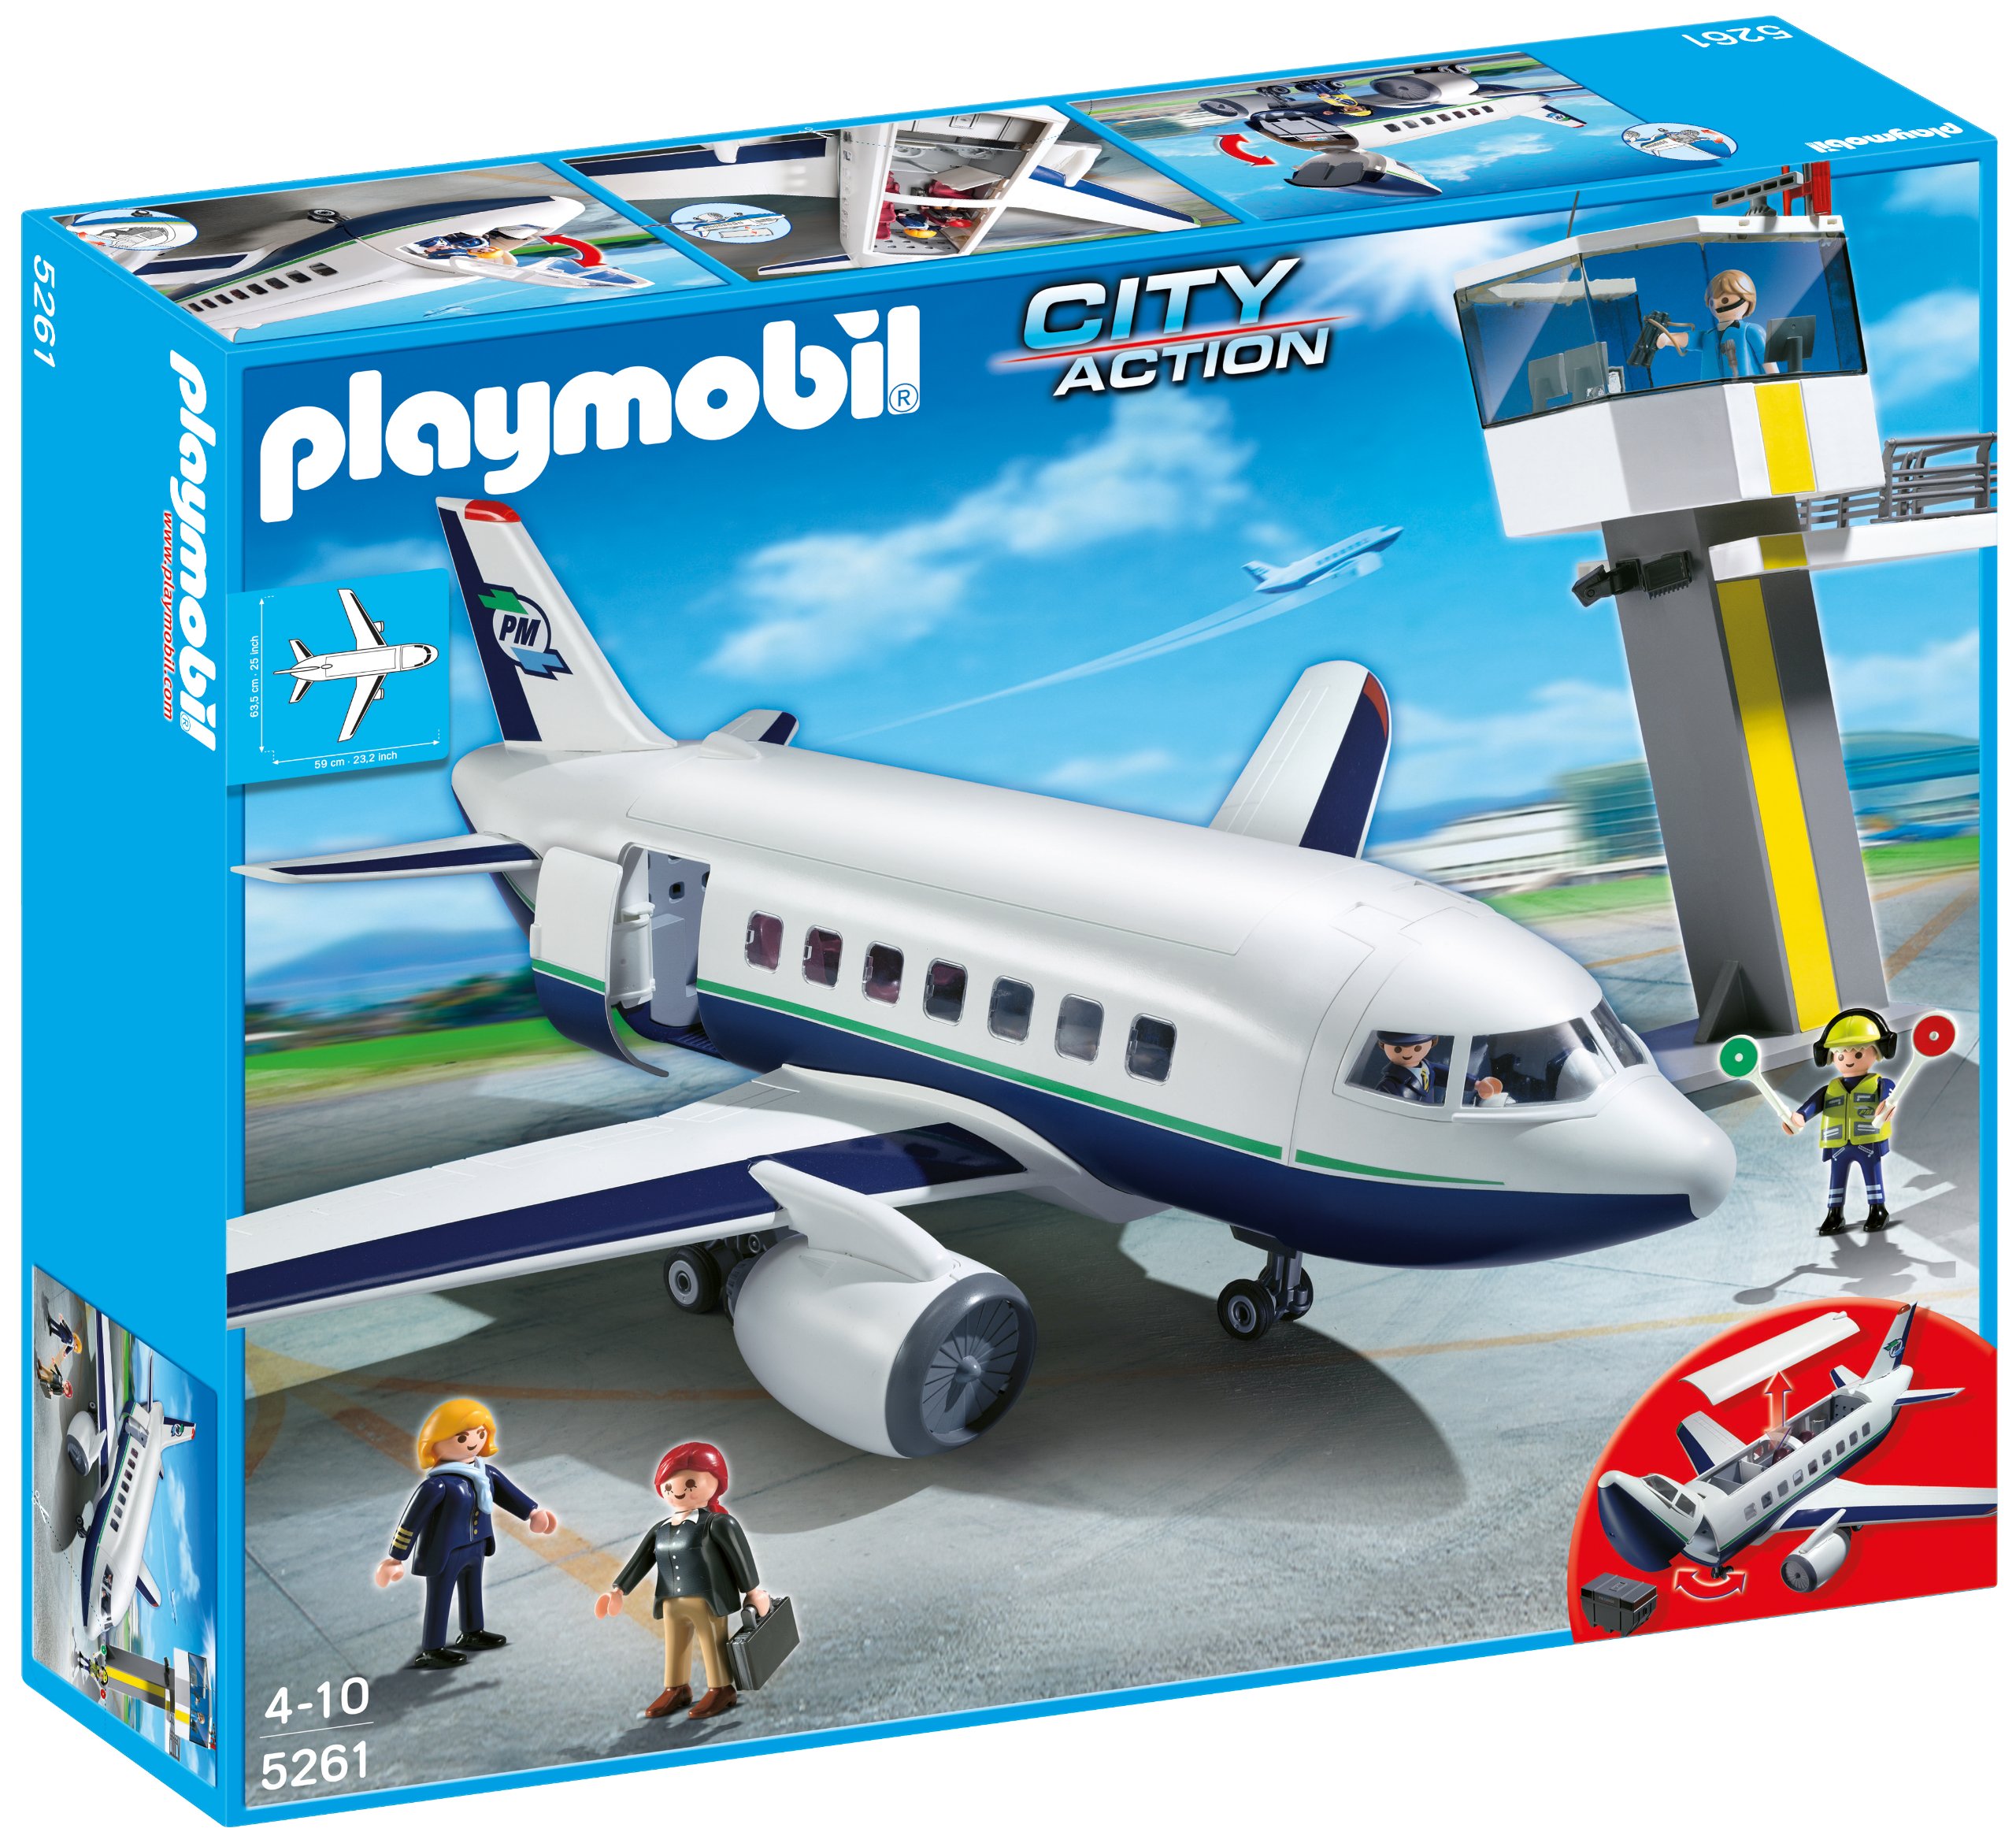 5261
playmobil
5261
playmobil®
www.playmobil.com
playmobil®
CITY
ACTION
PM
63,5 cm - 25 inch
59 cm - 23,2 inch
PM
4-10
5261